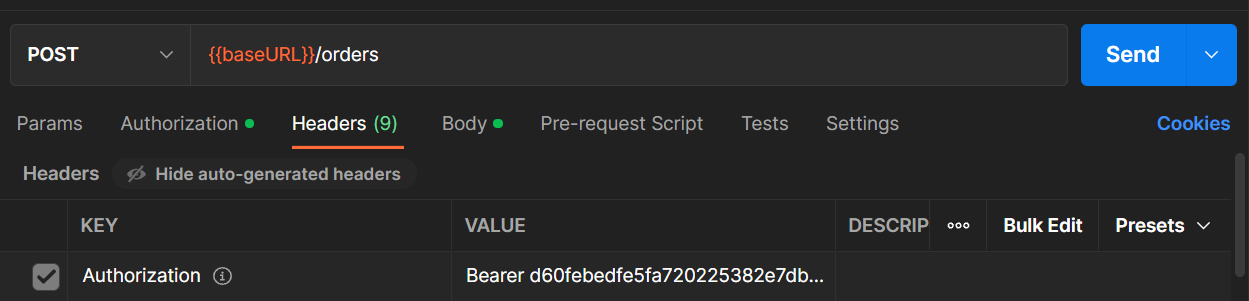 POST {{baseURL}}/orders Send
Params Authorization Headers (9) Body Pre-request Script Tests Settings Cookies
Headers Hide auto-generated headers
KEY VALUE DESCRIP Bulk Edit Presets
Authorization Bearer d60febedfe5fa720225382e7db...